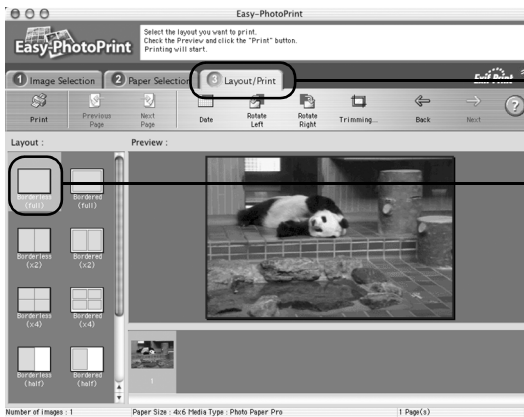 Easy-PhotoPrint
Easy-PhotoPrint
Select the layout you want to print.
Check the Preview and click the "Print" button.
Printing will start.
1 Image Selection
2 Paper Selection
3 Layout/Print
Exif Print
Print
Previous Page
Next Page
Date
Rotate Left
Rotate Right
Trimming...
Back
Next
?
Layout :
Preview :
Borderless (full)
Bordered (full)
Borderless (x2)
Bordered (x2)
Borderless (x4)
Bordered (x4)
Borderless (half)
Bordered (half)
1
Number of images : 1
Paper Size : 4x6 Media Type : Photo Paper Pro
1 Page(s)